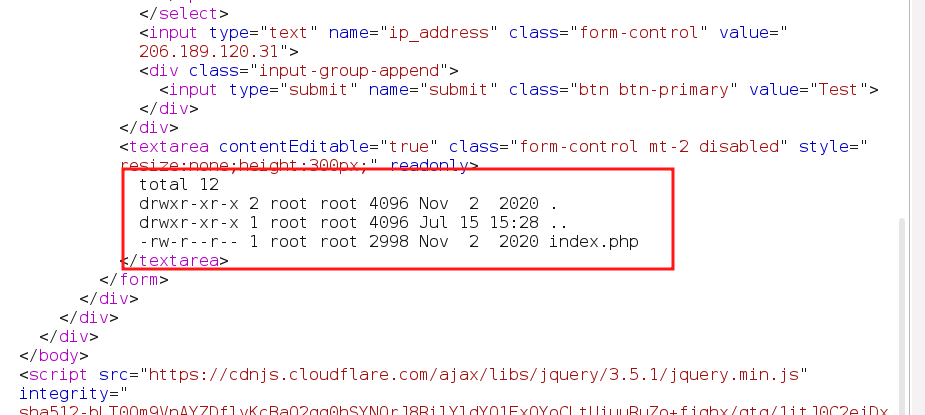 </select>
<input type="text" name="ip_address" class="form-control" value="
206.189.120.31">
<div class="input-group-append">
<input type="submit" name="submit" class="btn btn-primary" value="Test">
</div>
</div>
<textarea contentEditable="true" class="form-control mt-2 disabled" style="
resize:none;height:300px;" readonly>
total 12
drwxr-xr-x 2 root root 4096 Nov  2  2020 .
drwxr-xr-x 1 root root 4096 Jul 15 15:28 ..
-rw-r--r-- 1 root root 2998 Nov  2  2020 index.php
</textarea>
</form>
</div>
</div>
</div>
</body>
<script src="https://cdnjs.cloudflare.com/ajax/libs/jquery/3.5.1/jquery.min.js"
integrity="